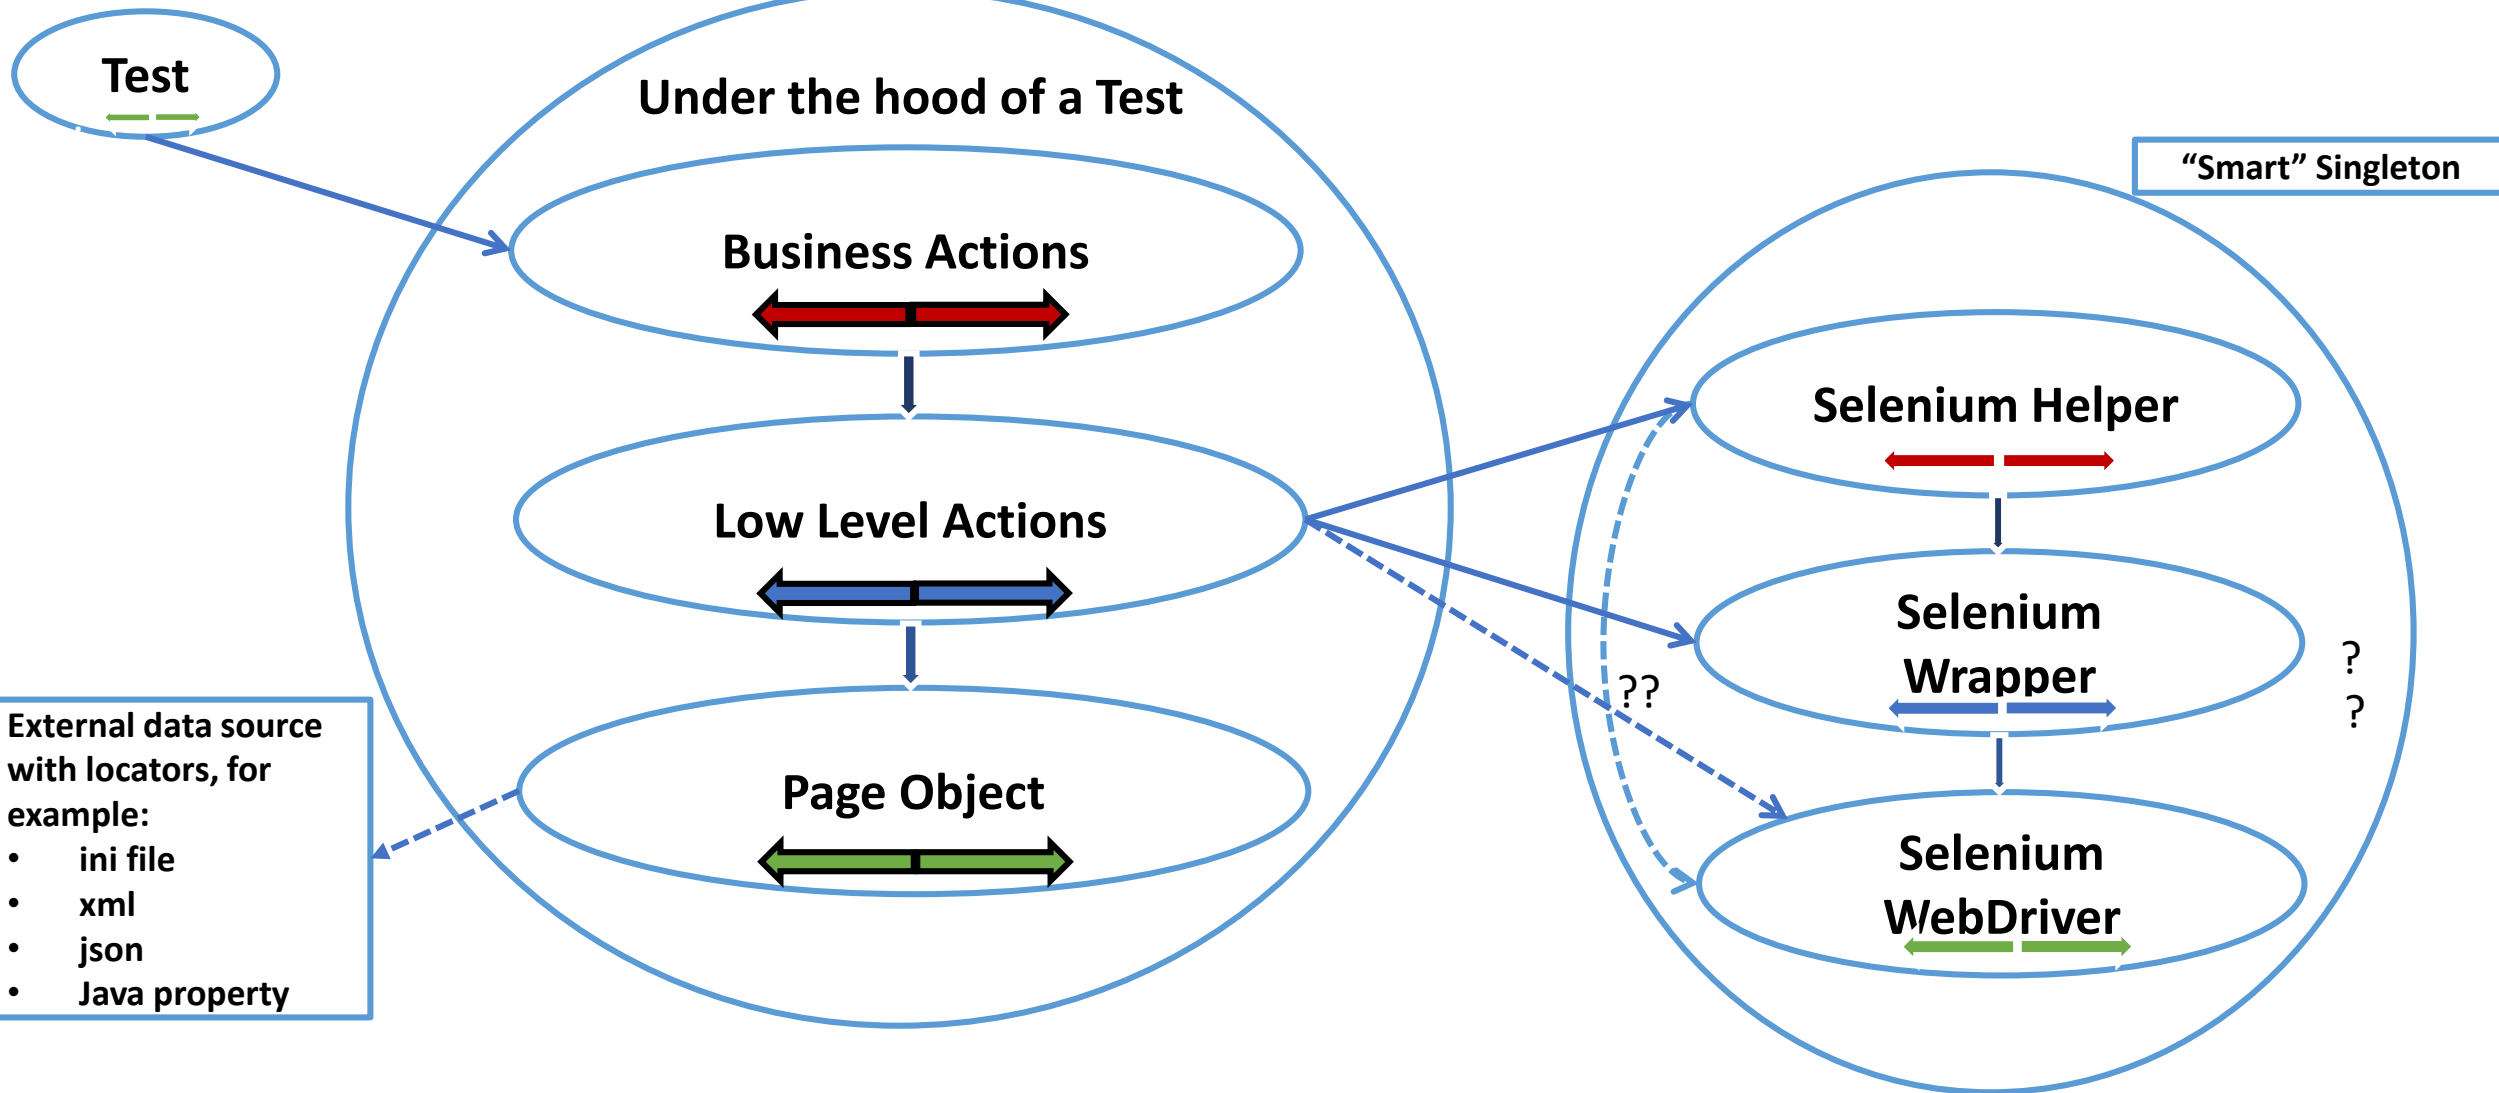 Test
Under the hood of a Test
Business Actions
Low Level Actions
Page Object
External data source
with locators, for
example:
• ini file
• xml
• json
• Java property
“Smart” Singleton
Selenium Helper
Selenium
Wrapper
??
?
?
Selenium
WebDriver